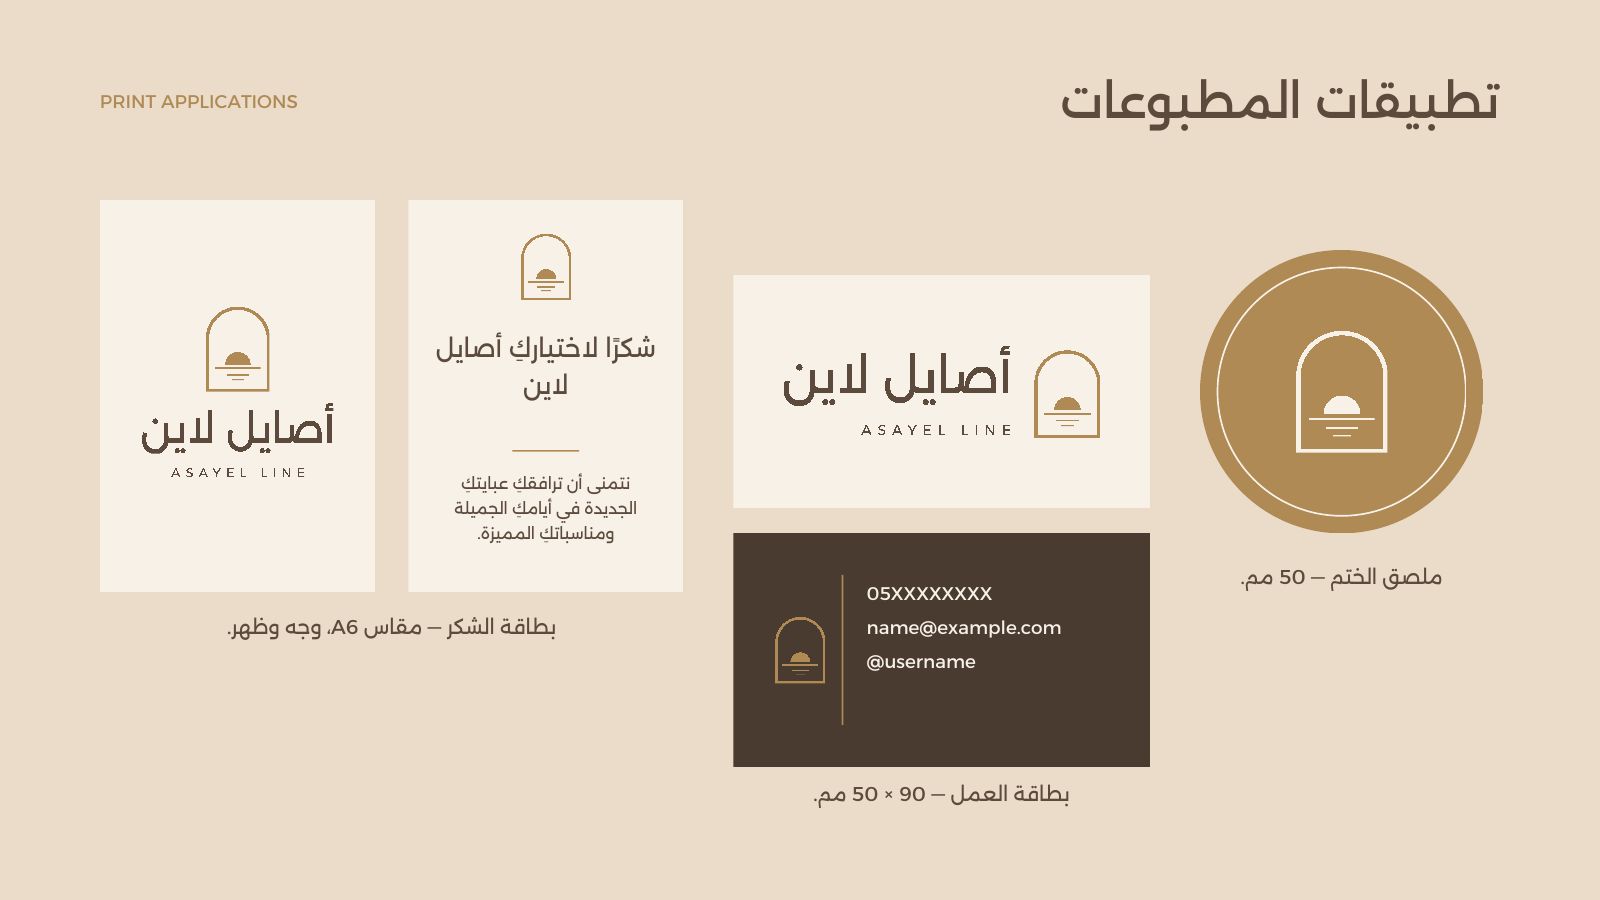 تطبيقات المطبوعات
PRINT APPLICATIONS
ملصق الختم — 50 مم.
أصايل لاين
ASAYEL LINE
05XXXXXXXX
name@example.com
@username
بطاقة العمل — 90 × 50 مم.
شكرًا لاختياركِ أصايل
لاين
نتمنى أن ترافقكِ عبايتكِ
الجديدة في أيامكِ الجميلة
ومناسباتكِ المميزة.
أصايل لاين
ASAYEL LINE
بطاقة الشكر — مقاس A6، وجه وظهر.